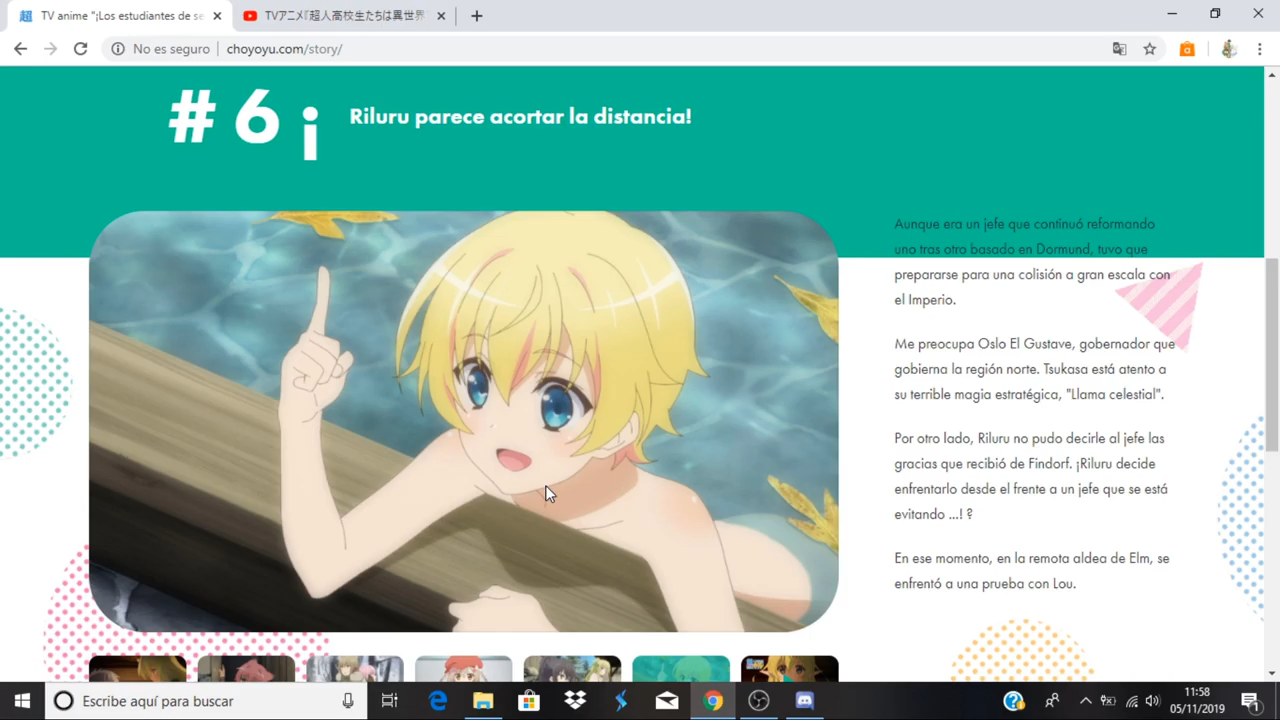 TV anime "¡Los estudiantes de se
TVアニメ『超人高校生たちは異世界
No es seguro
choyoyu.com/story/
# 6 ¡
Riluru parece acortar la distancia!
Aunque era un jefe que continuó reformando
uno tras otro basado en Dormund, tuvo que
prepararse para una colisión a gran escala con
el Imperio.
Me preocupa Oslo El Gustave, gobernador que
gobierna la región norte. Tsukasa está atento a
su terrible magia estratégica, "Llama celestial".
Por otro lado, Riluru no pudo decirle al jefe las
gracias que recibió de Findorf. ¡Riluru decide
enfrentarlo desde el frente a un jefe que se está
evitando ...! ?
En ese momento, en la remota aldea de Elm, se
enfrentó a una prueba con Lou.
Escribe aquí para buscar
11:58
05/11/2019